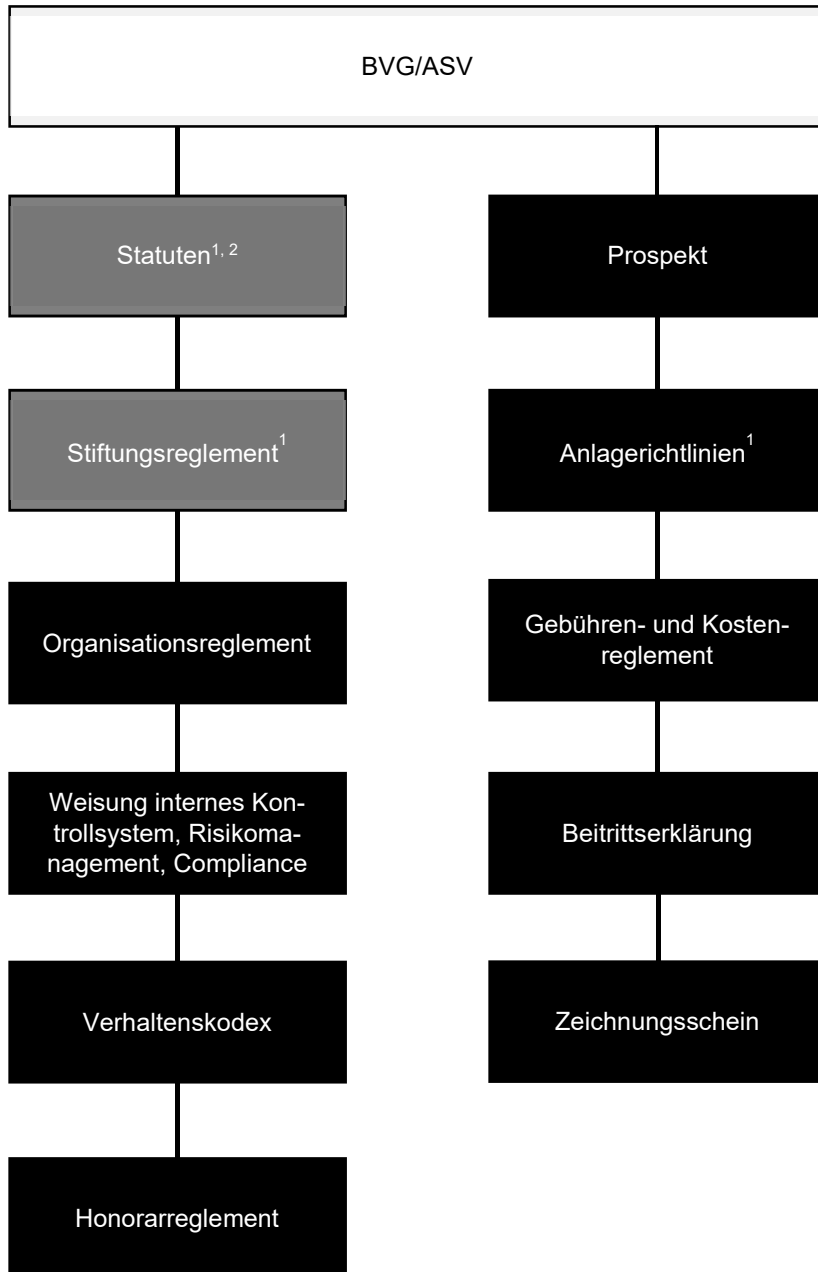 BVG/ASV
Statuten1, 2
Stiftungsreglement1
Organisationsreglement
Weisung internes Kon-
trollsystem, Risikoma-
nagement, Compliance
Verhaltenskodex
Honorarreglement
Prospekt
Anlagerichtlinien1
Gebühren- und Kosten-
reglement
Beitrittserklärung
Zeichnungsschein